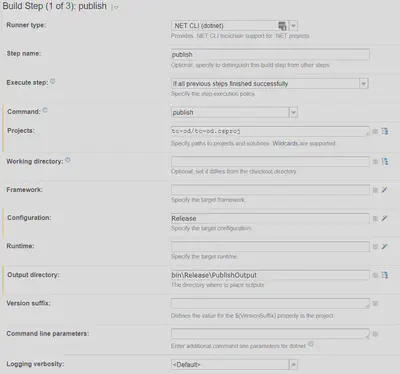 Build Step (1 of 3): publish
Runner type:
.NET CLI (dotnet)
Provides .NET CLI toolchain support for .NET projects
Step name:
publish
Optional, specify to distinguish this build step from other steps.
Execute step:
If all previous steps finished successfully
Specify the step execution policy.
Command:
publish
Projects:
tc-od/tc-od.csproj
Specify paths to projects and solutions. Wildcards are supported.
Working directory:
Optional, set if differs from the checkout directory.
Framework:
Specify the target framework.
Configuration:
Release
Specify the target configuration.
Runtime:
Specify the target runtime.
Output directory:
bin\Release\PublishOutput
The directory where to place outputs.
Version suffix:
Defines the value for the $(VersionSuffix) property in the project.
Command line parameters:
Enter additional command line parameters for dotnet.
Logging verbosity:
<Default>